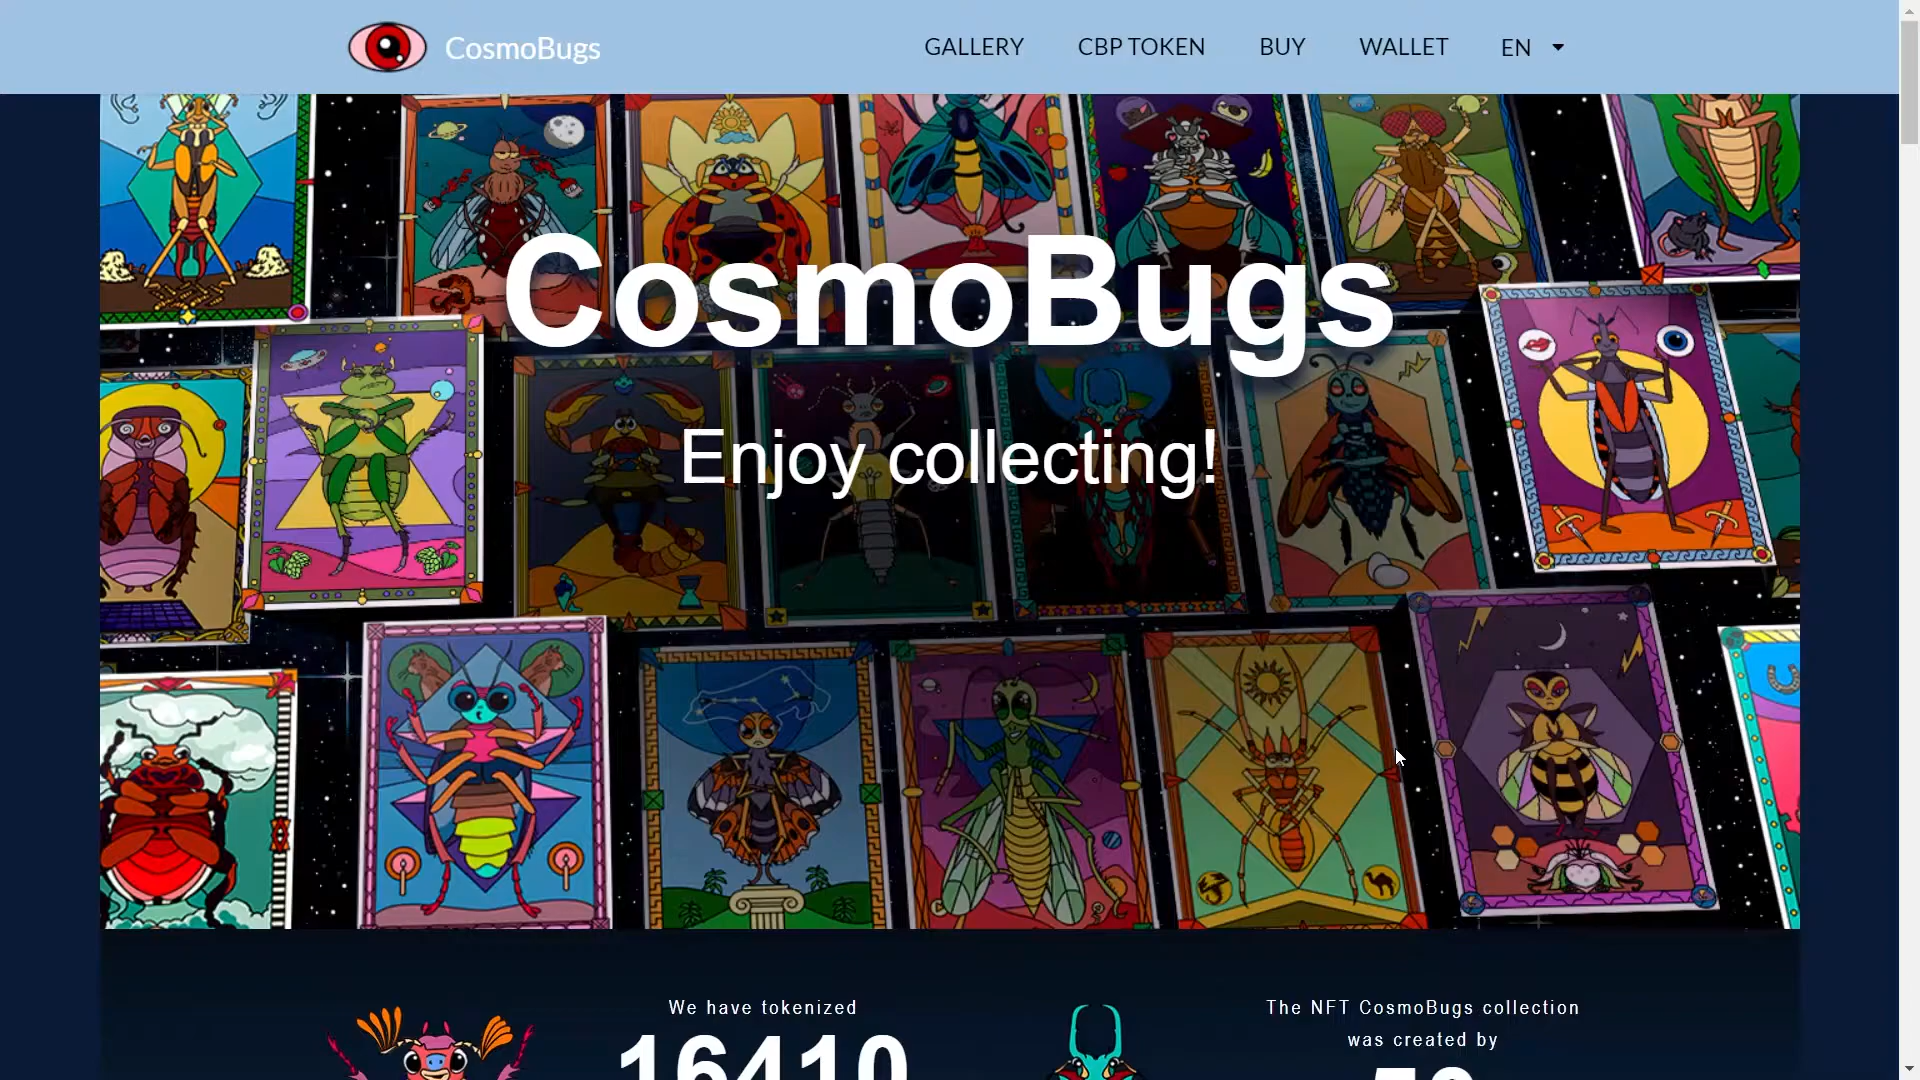 CosmoBugs
GALLERY
CBP TOKEN
BUY
WALLET
EN
CosmoBugs
Enjoy collecting!
We have tokenized
16410
The NFT CosmoBugs collection
was created by